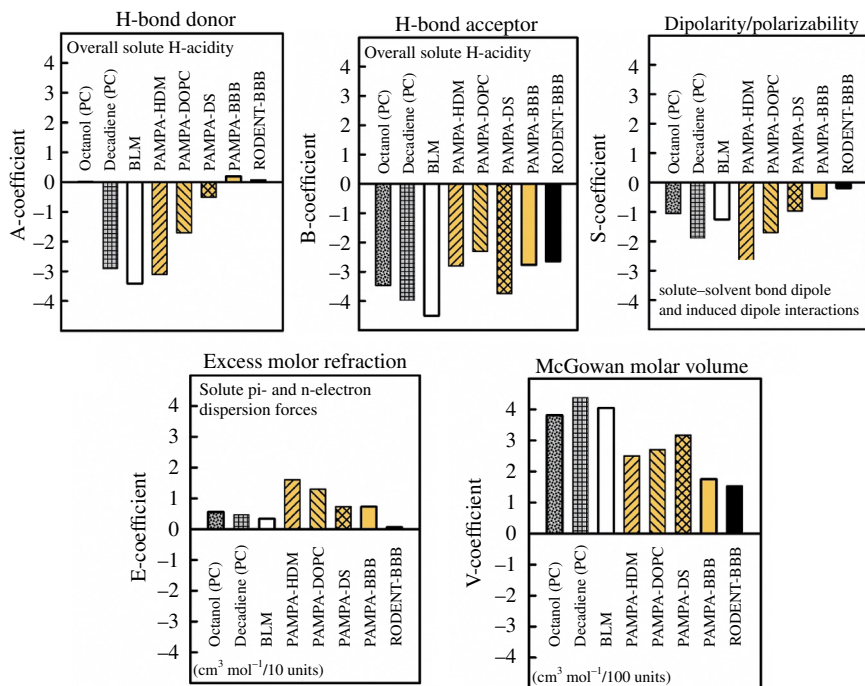 H-bond donor
Overall solute H-acidity
A-coefficient
4
3
2
1
0
−1
−2
−3
−4
Octanol (PC)
Decadiene (PC)
BLM
PAMPA-HDM
PAMPA-DOPC
PAMPA-DS
PAMPA-BBB
RODENT-BBB
H-bond acceptor
Overall solute H-acidity
B-coefficient
4
3
2
1
0
−1
−2
−3
−4
Octanol (PC)
Decadiene (PC)
BLM
PAMPA-HDM
PAMPA-DOPC
PAMPA-DS
PAMPA-BBB
RODENT-BBB
Dipolarity/polarizability
S-coefficient
4
3
2
1
0
−1
−2
−3
−4
Octanol (PC)
Decadiene (PC)
BLM
PAMPA-HDM
PAMPA-DOPC
PAMPA-DS
PAMPA-BBB
RODENT-BBB
solute–solvent bond dipole
and induced dipole interactions
Excess molor refraction
Solute pi- and n-electron
dispersion forces
E-coefficient
4
3
2
1
0
−1
−2
−3
−4
Octanol (PC)
Decadiene (PC)
BLM
PAMPA-HDM
PAMPA-DOPC
PAMPA-DS
PAMPA-BBB
RODENT-BBB
(cm³ mol⁻¹/10 units)
McGowan molar volume
V-coefficient
4
3
2
1
0
−1
−2
−3
−4
Octanol (PC)
Decadiene (PC)
BLM
PAMPA-HDM
PAMPA-DOPC
PAMPA-DS
PAMPA-BBB
RODENT-BBB
(cm³ mol⁻¹/100 units)